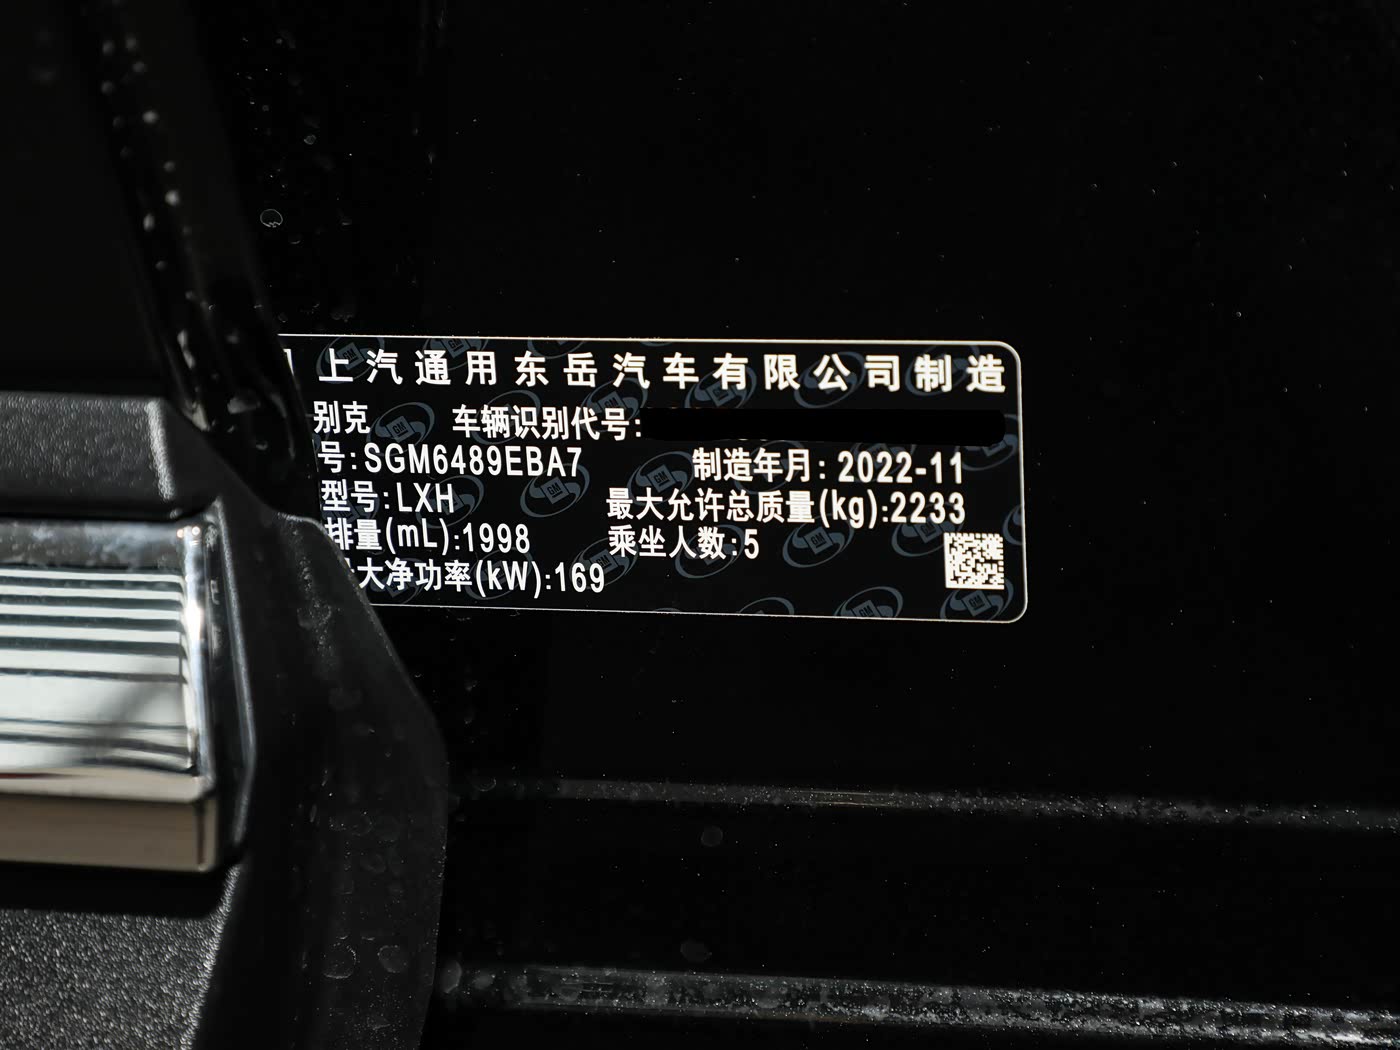 上汽通用东岳汽车有限公司制造
别克 车辆识别代号:
号:SGM6489EBA7 制造年月:2022-11
型号:LXH 最大允许总质量(kg):2233
排量(mL):1998 乘坐人数:5
大净功率(kW):169